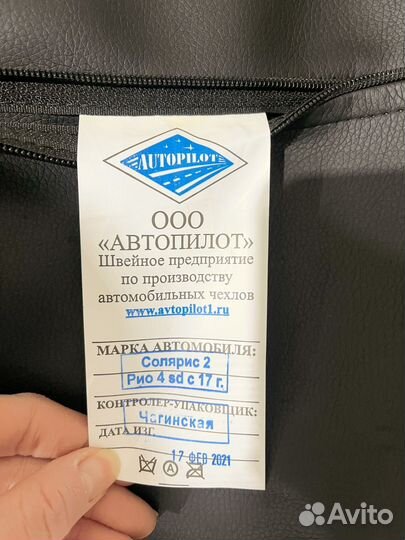 AUTOPILOT
ООО
«АВТОПИЛОТ»
Швейное предприятие
по производству
автомобильных чехлов
www.avtopilot1.ru
МАРКА АВТОМОБИЛЯ:
Солярис 2
Рио 4 sd с 17 г.
КОНТРОЛЕР-УПАКОВЩИК:
Чагинская
ДАТА ИЗГ.
17 ФЕВ 2021
A
Avito